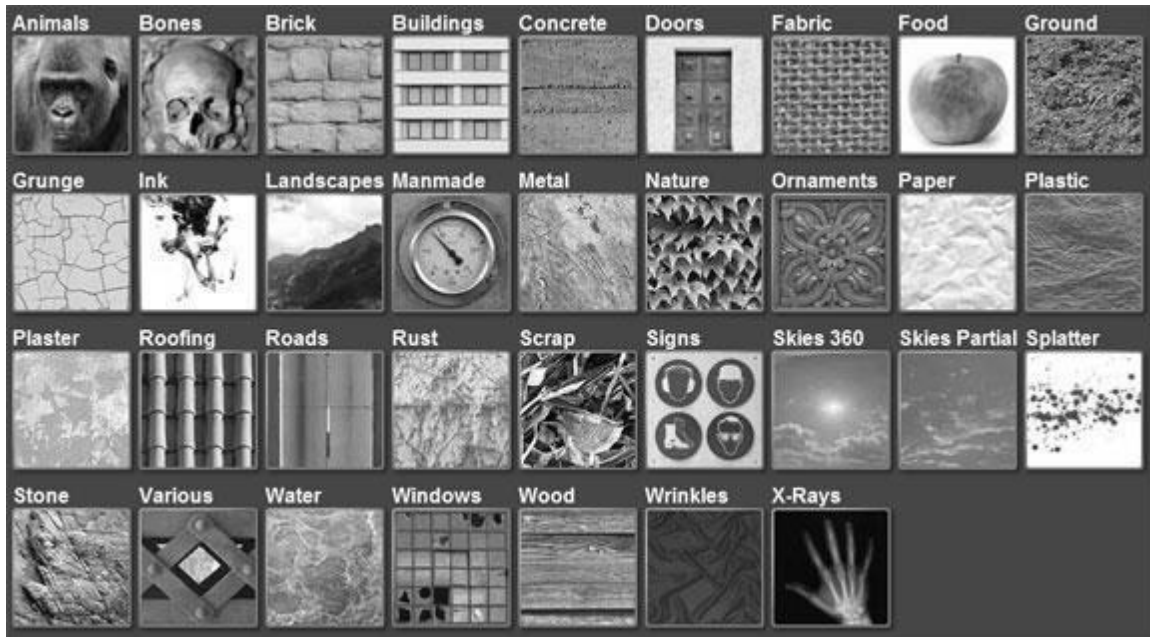 Animals Bones Brick Buildings Concrete Doors Fabric Food Ground
Grunge Ink Landscapes Manmade Metal Nature Ornaments Paper Plastic
Plaster Roofing Roads Rust Scrap Signs Skies 360 Skies Partial Splatter
Stone Various Water Windows Wood Wrinkles X-Rays